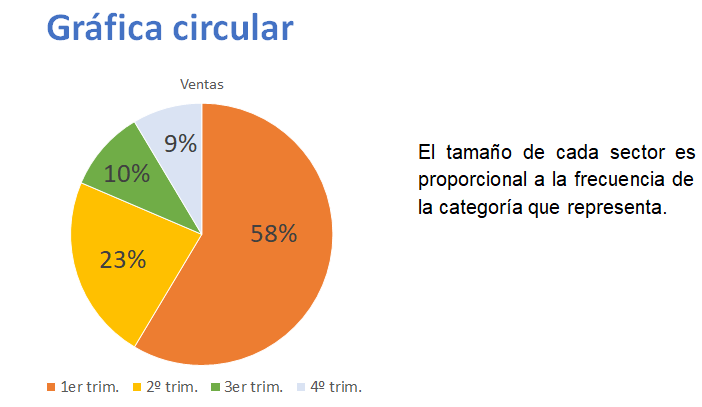 Gráfica circular
Ventas
9%
10%
58%
23%
El tamaño de cada sector es
proporcional a la frecuencia de
la categoría que representa.
1er trim. 2º trim. 3er trim. 4º trim.